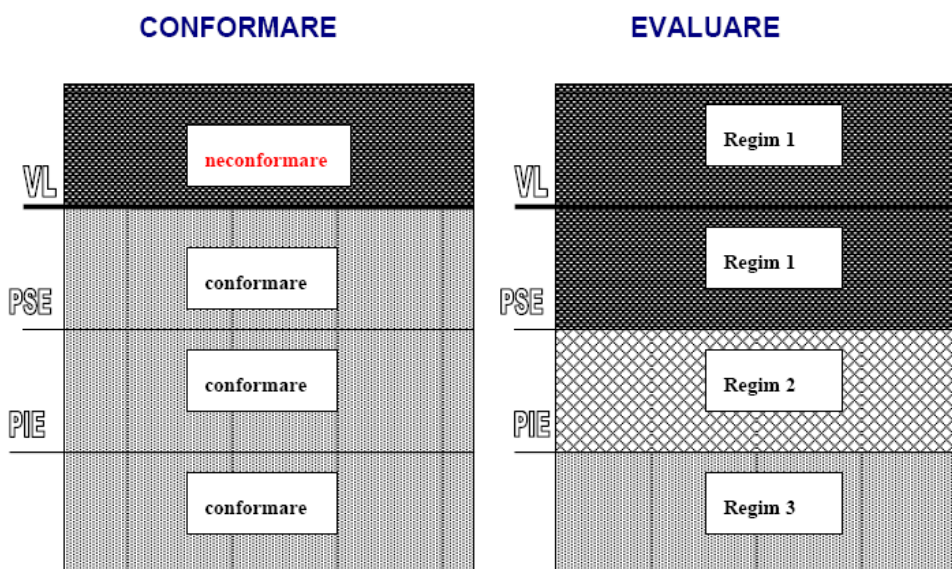 CONFORMARE
neconformare
VL
conformare
PSE
conformare
PIE
conformare
EVALUARE
Regim 1
VL
Regim 1
PSE
Regim 2
PIE
Regim 3